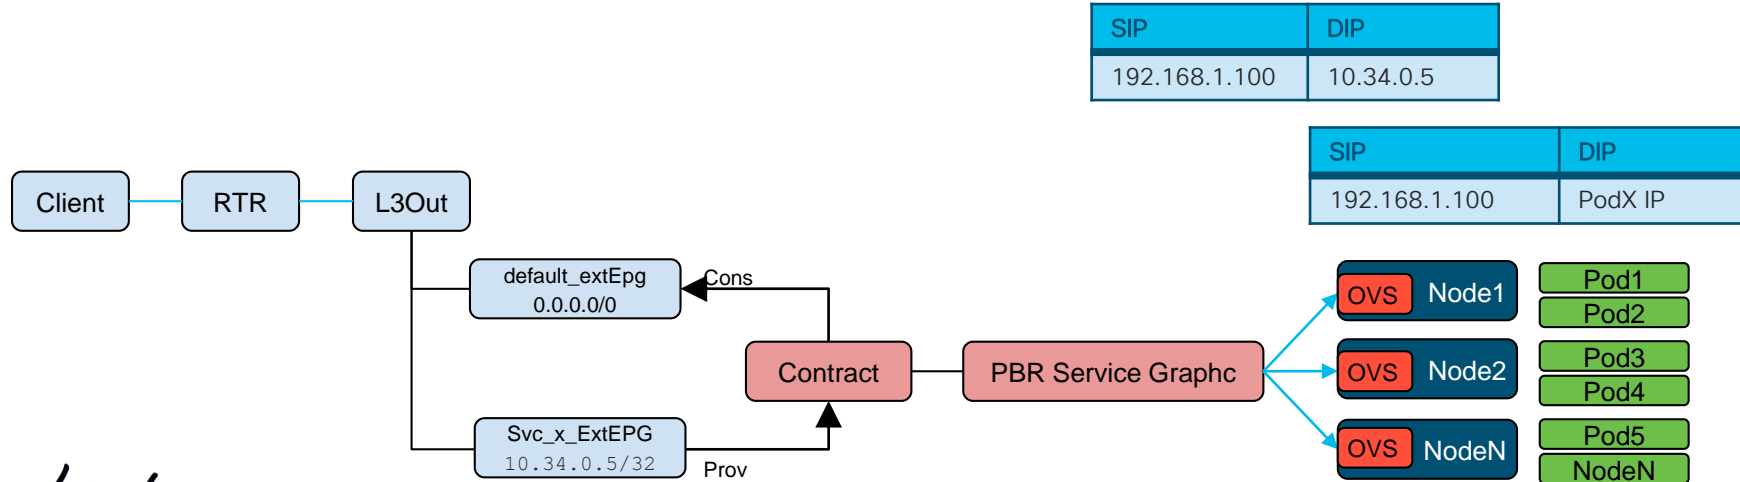 SIP DIP
192.168.1.100 10.34.0.5
SIP DIP
192.168.1.100 PodX IP
Client RTR L3Out
default_extEpg
0.0.0.0/0
Cons
Contract PBR Service Graphc
Svc_x_ExtEPG
10.34.0.5/32
Prov
OVS Node1
Pod1
Pod2
OVS Node2
Pod3
Pod4
OVS NodeN
Pod5
NodeN